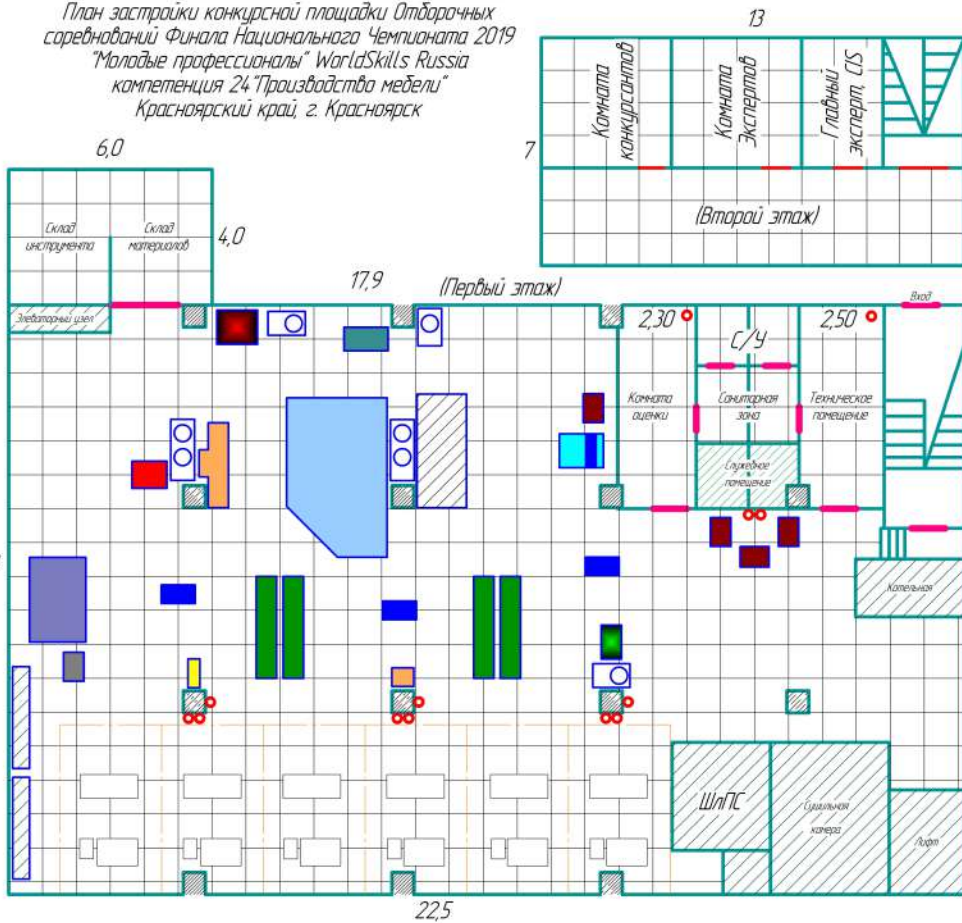 План застройки конкурсной площадки Отборочных
соревнований Финала Национального Чемпионата 2019
"Молодые профессионалы" WorldSkills Russia
компетенция 24 "Производство мебели"
Красноярский край, г. Красноярск
13
Комната
конкурсантов
Комната
Экспертов
Главный
эксперт, CIS
7
(Второй этаж)
6,0
Склад
инструмента
Склад
материалов
4,0
17,9
(Первый этаж)
Элеваторный узел
Вход
2,30
С/У
2,50
Комната
оценки
Санитарная
зона
Техническое
помещение
Служебное
помещение
Котельная
ШлПС
Сушильная
камера
Лифт
22,5